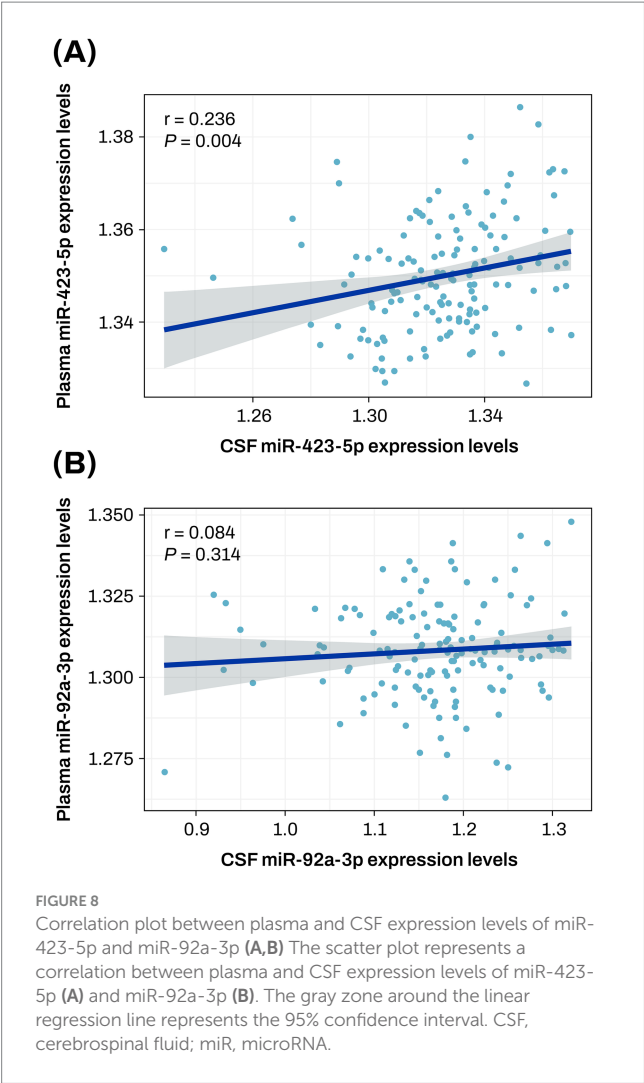 (A)
Plasma miR-423-5p expression levels
r = 0.236
P = 0.004
1.38
1.36
1.34
1.26 1.30 1.34
CSF miR-423-5p expression levels
(B)
Plasma miR-92a-3p expression levels
r = 0.084
P = 0.314
1.350
1.325
1.300
1.275
0.9 1.0 1.1 1.2 1.3
CSF miR-92a-3p expression levels
FIGURE 8
Correlation plot between plasma and CSF expression levels of miR-
423-5p and miR-92a-3p (A,B) The scatter plot represents a
correlation between plasma and CSF expression levels of miR-423-
5p (A) and miR-92a-3p (B). The gray zone around the linear
regression line represents the 95% confidence interval. CSF,
cerebrospinal fluid; miR, microRNA.